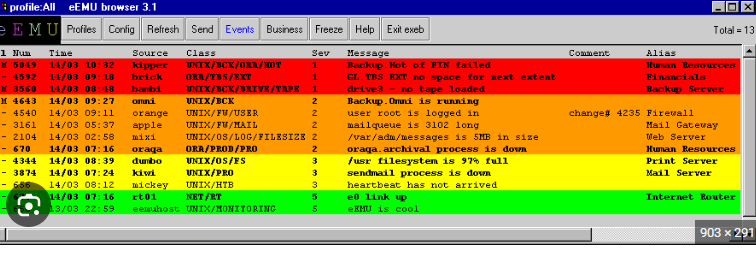 profile:All eEMU browser 3.1
eEMU Profiles Config Refresh Send Events Business Freeze Help Exit exeb Total = 13
l Num Time Source Class Sev Message Comment Alias
M 5049 14/03 10:32 kipper UNIX/BCK/ORA/HOT 1 Backup.Hot of FIN failed Human Resources
- 4592 14/03 09:18 brick ORA/TBS/EXT 1 GL.TBS.EXT no space for next extent Financials
M 3560 14/03 08:48 bambi UNIX/BCK/DRIVE/TAPE 1 drive3 - no tape loaded Backup Server
M 4643 14/03 09:27 omni UNIX/BCK 2 Backup.Omni is running
- 4540 14/03 09:11 orange UNIX/FW/USER 2 user root is logged in change# 4235 Firewall
- 3161 14/03 05:37 apple UNIX/FW/MAIL 2 mailqueue is 3102 long Mail Gateway
- 2104 14/03 02:58 mixi UNIX/OS/LOG/FILESIZE 2 /var/adm/messages is 5MB in size Web Server
- 670 14/03 07:16 oraqa ORA/PROD/PRO 2 oraqa.archival process is down Human Resources
- 4344 14/03 08:39 dumbo UNIX/OS/FS 3 /usr filesystem is 97% full Print Server
- 3874 14/03 07:24 kiwi UNIX/PRO 3 sendmail process is down Mail Server
- 656 14/03 08:12 mickey UNIX/HTB 3 heartbeat has not arrived
14/03 07:16 rt01 NET/RT 5 e0 link up Internet Router
13/03 22:59 eemuhost UNIX/MONITORING 5 eEMU is cool
903 × 291